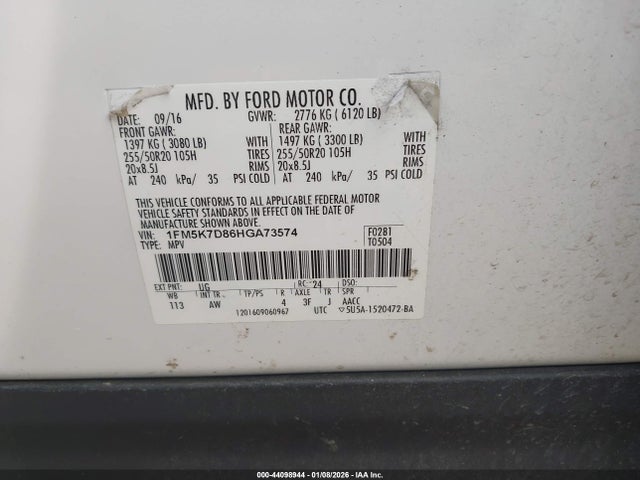 MFD. BY FORD MOTOR CO.
DATE: 09/16 GVWR: 2776 KG ( 6120 LB)
FRONT GAWR: REAR GAWR:
1397 KG ( 3080 LB) WITH 1497 KG ( 3300 LB) WITH
255/50R20 105H TIRES 255/50R20 105H TIRES
20x8.5J RIMS 20x8.5J RIMS
AT 240 kPa/ 35 PSI COLD AT 240 kPa/ 35 PSI COLD
THIS VEHICLE CONFORMS TO ALL APPLICABLE FEDERAL MOTOR
VEHICLE SAFETY STANDARDS IN EFFECT ON THE DATE OF
MANUFACTURE SHOWN ABOVE.
VIN: 1FM5K7D86HGA73574 F0281
TYPE: MPV T0504
EXT PNT: UG RC: 24 DSO:
WB INT TR TP/PS R AXLE TR SPR
113 AW 4 3F J AACC
1201609060967 UTC 5U5A-1520472-BA
000-44098944 | 01/08/2026 - COPYRIGHT IAA, LLC